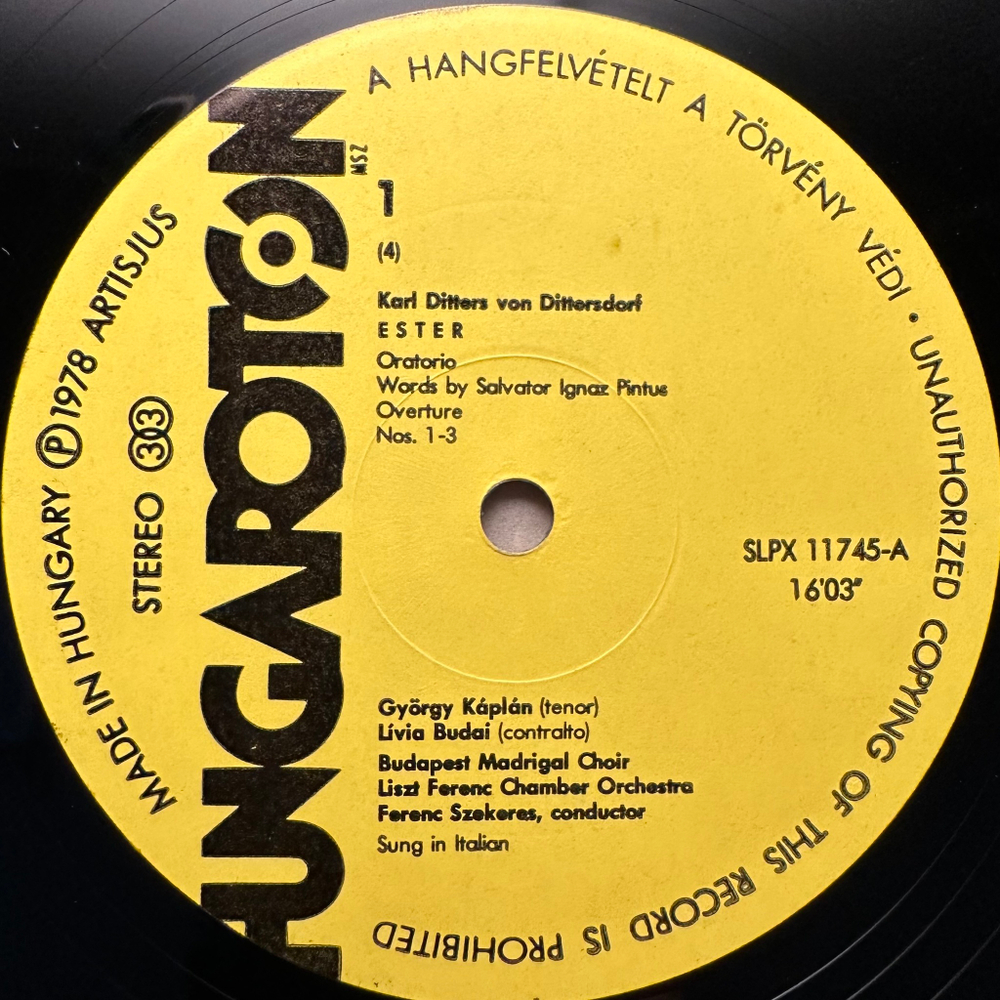 A HANGFELVÉTELT A TÖRVÉNY VÉDI • UNAUTHORIZED COPYING OF THIS RECORD IS PROHIBITED
MADE IN HUNGARY Ⓟ 1978 ARTISJUS
STEREO 303
HUNGAROTON
MSZ
1
(4)
Karl Ditters von Dittersdorf
ESTER
Oratorio
Words by Salvator Ignaz Pintus
Overture
Nos. 1-3
SLPX 11745-A
16'03"
György Káplán (tenor)
Lívia Budai (contralto)
Budapest Madrigal Choir
Liszt Ferenc Chamber Orchestra
Ferenc Szekeres, conductor
Sung in Italian